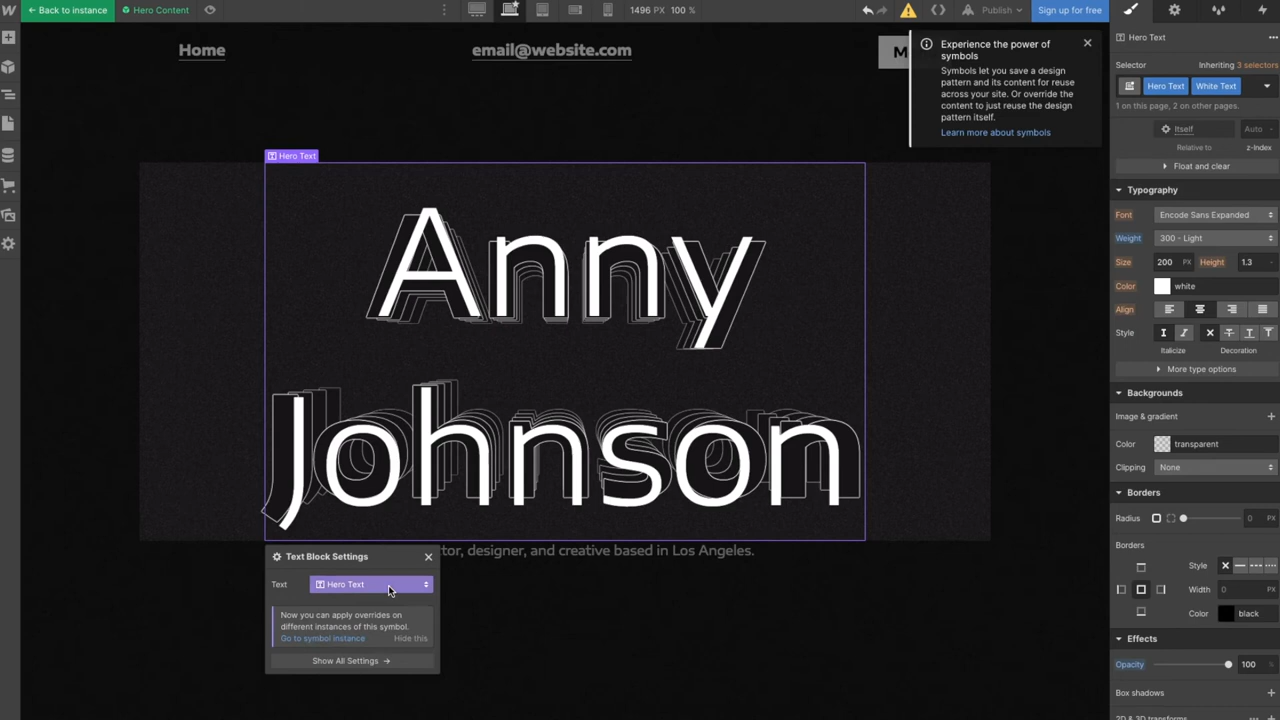 Back to instance
Hero Content
1496 PX 100 %
Publish
Sign up for free
Home
email@website.com
M
Experience the power of
symbols
Symbols let you save a design
pattern and its content for reuse
across your site. Or override the
content to just reuse the design
pattern itself.
Learn more about symbols
Hero Text
Anny
Johnson
tor, designer, and creative based in Los Angeles.
Text Block Settings
Text
Hero Text
Now you can apply overrides on
different instances of this symbol.
Go to symbol instance Hide this
Show All Settings →
Hero Text
Selector Inheriting 3 selectors
Hero Text White Text
1 on this page, 2 on other pages.
Itself Auto
Relative to z-Index
Float and clear
Typography
Font Encode Sans Expanded
Weight 300 - Light
Size 200 PX Height 1.3 -
Color white
Align
Style
Italicize Decoration
More type options
Backgrounds
Image & gradient
Color transparent
Clipping None
Borders
Radius 0 PX
Borders
Style
Width 0 PX
Color black
Effects
Opacity 100
Box shadows
2D & 3D transforms